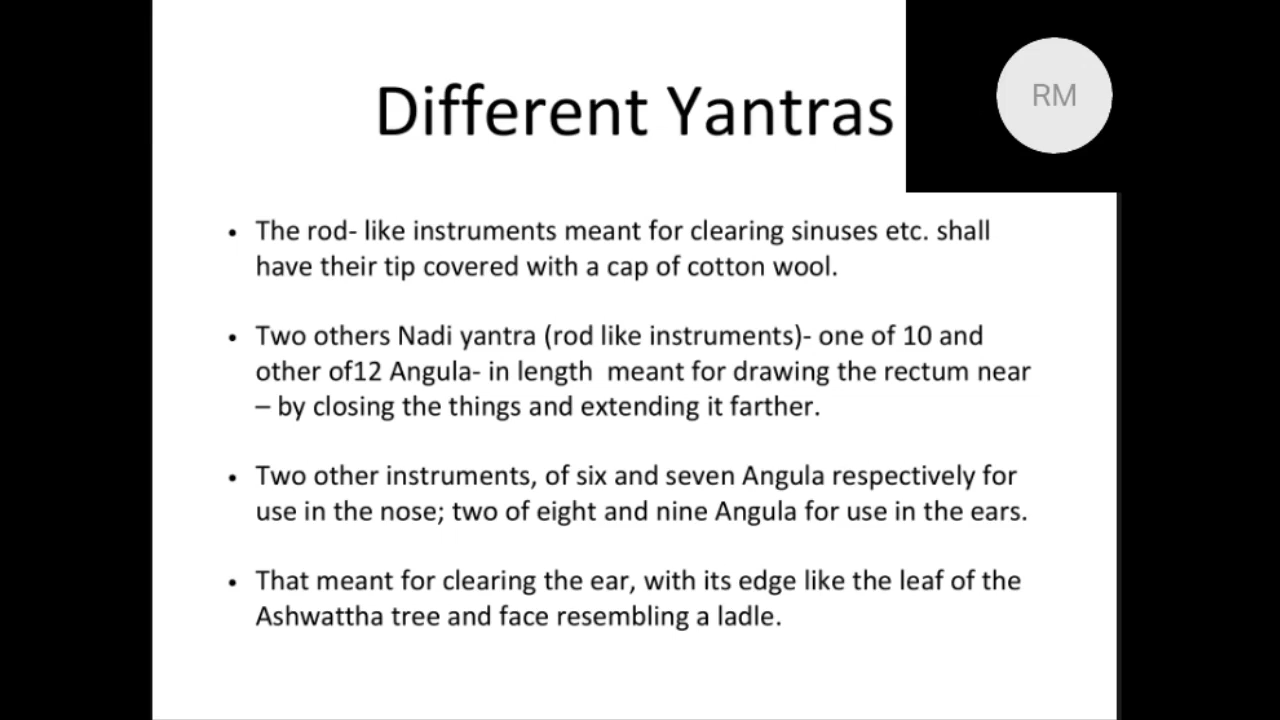 Different Yantras
RM
• The rod- like instruments meant for clearing sinuses etc. shall
have their tip covered with a cap of cotton wool.
• Two others Nadi yantra (rod like instruments)- one of 10 and
other of12 Angula- in length  meant for drawing the rectum near
– by closing the things and extending it farther.
• Two other instruments, of six and seven Angula respectively for
use in the nose; two of eight and nine Angula for use in the ears.
• That meant for clearing the ear, with its edge like the leaf of the
Ashwattha tree and face resembling a ladle.